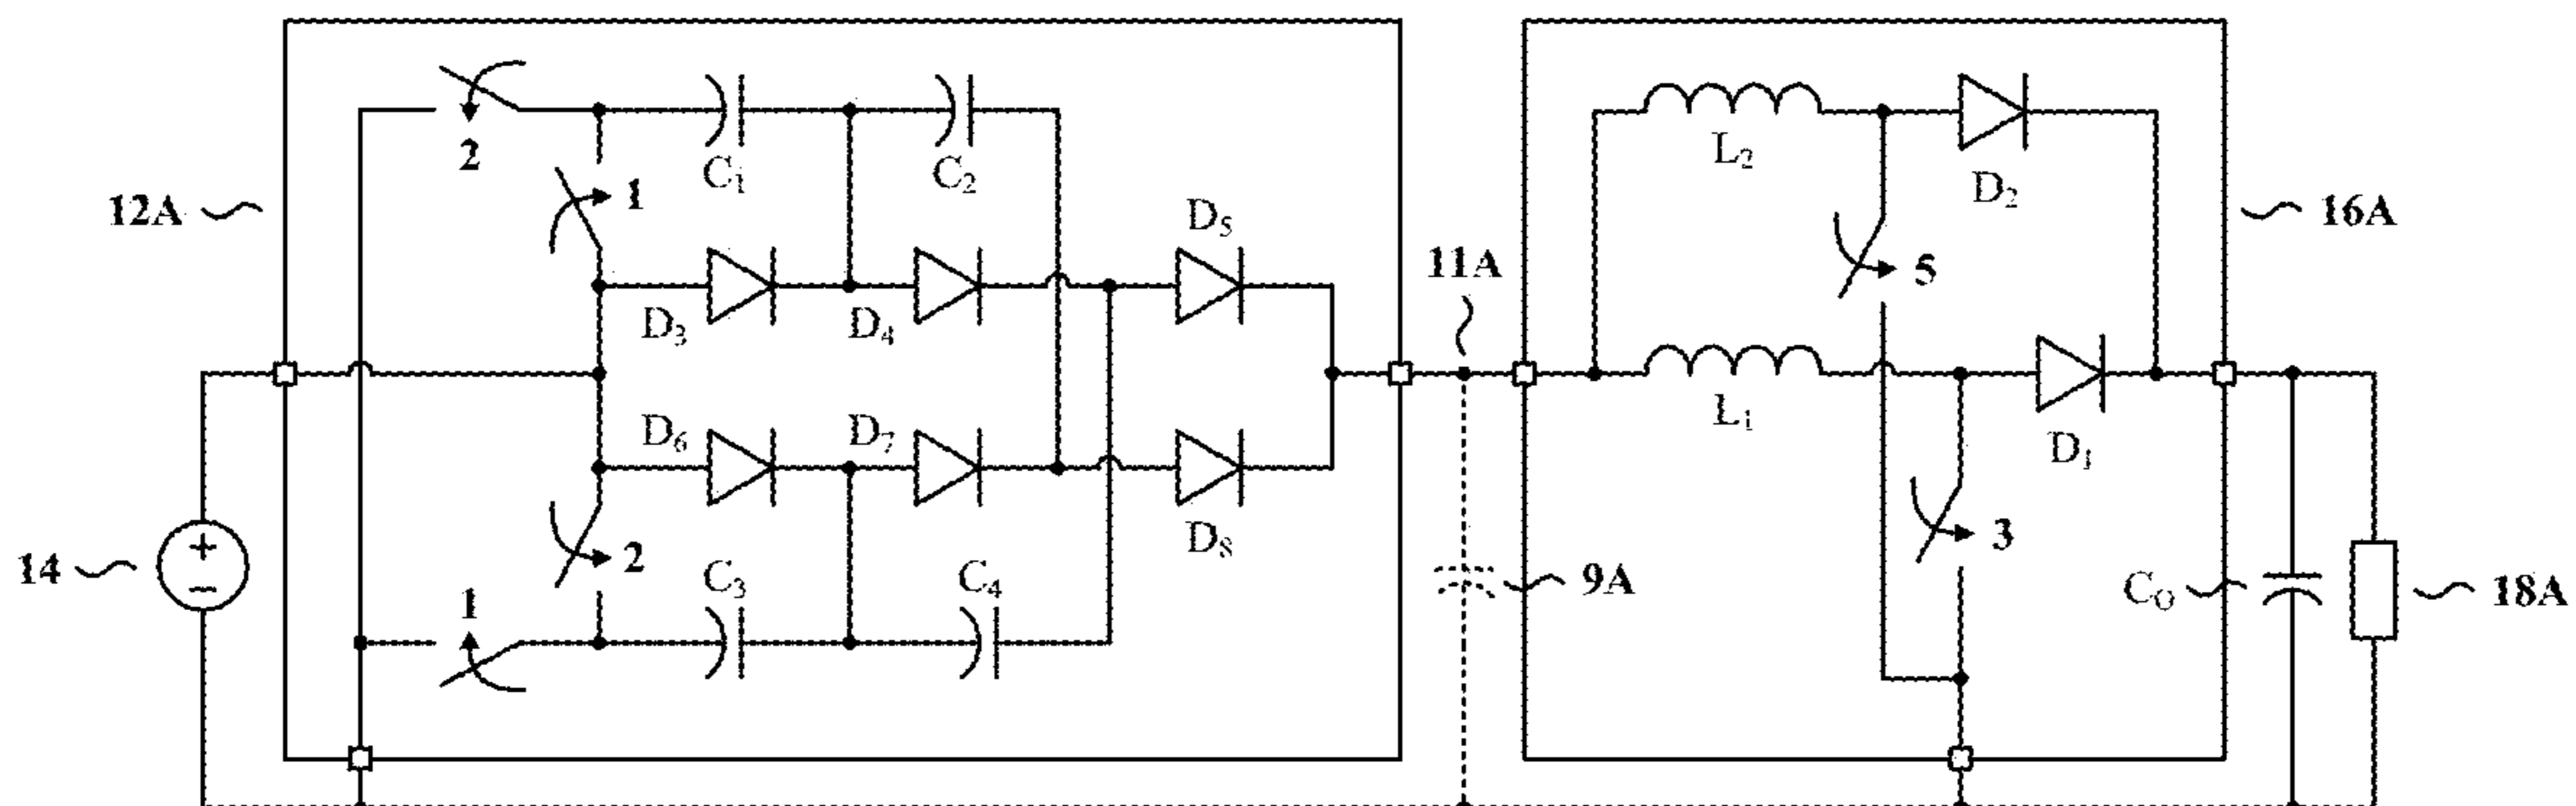 2
C₁
C₂
L₂
D₂
12A
1
D₅
16A
11A
5
D₃
D₄
D₆
D₇
L₁
D₁
14
+
−
2
D₈
3
1
C₃
C₄
9A
C_O
18A